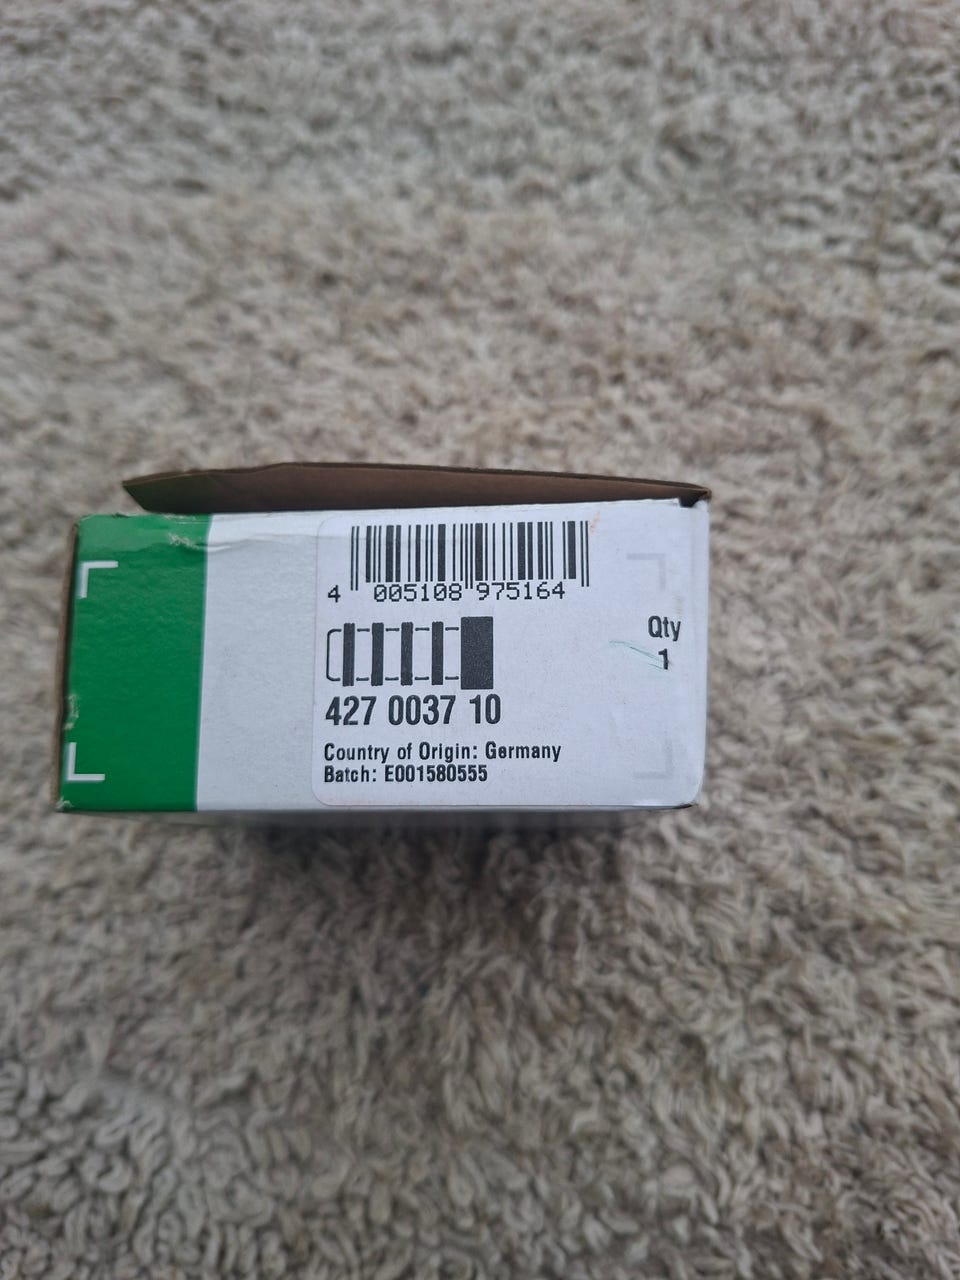 4 005108 975164
Qty
1
427 0037 10
Country of Origin: Germany
Batch: E001580555